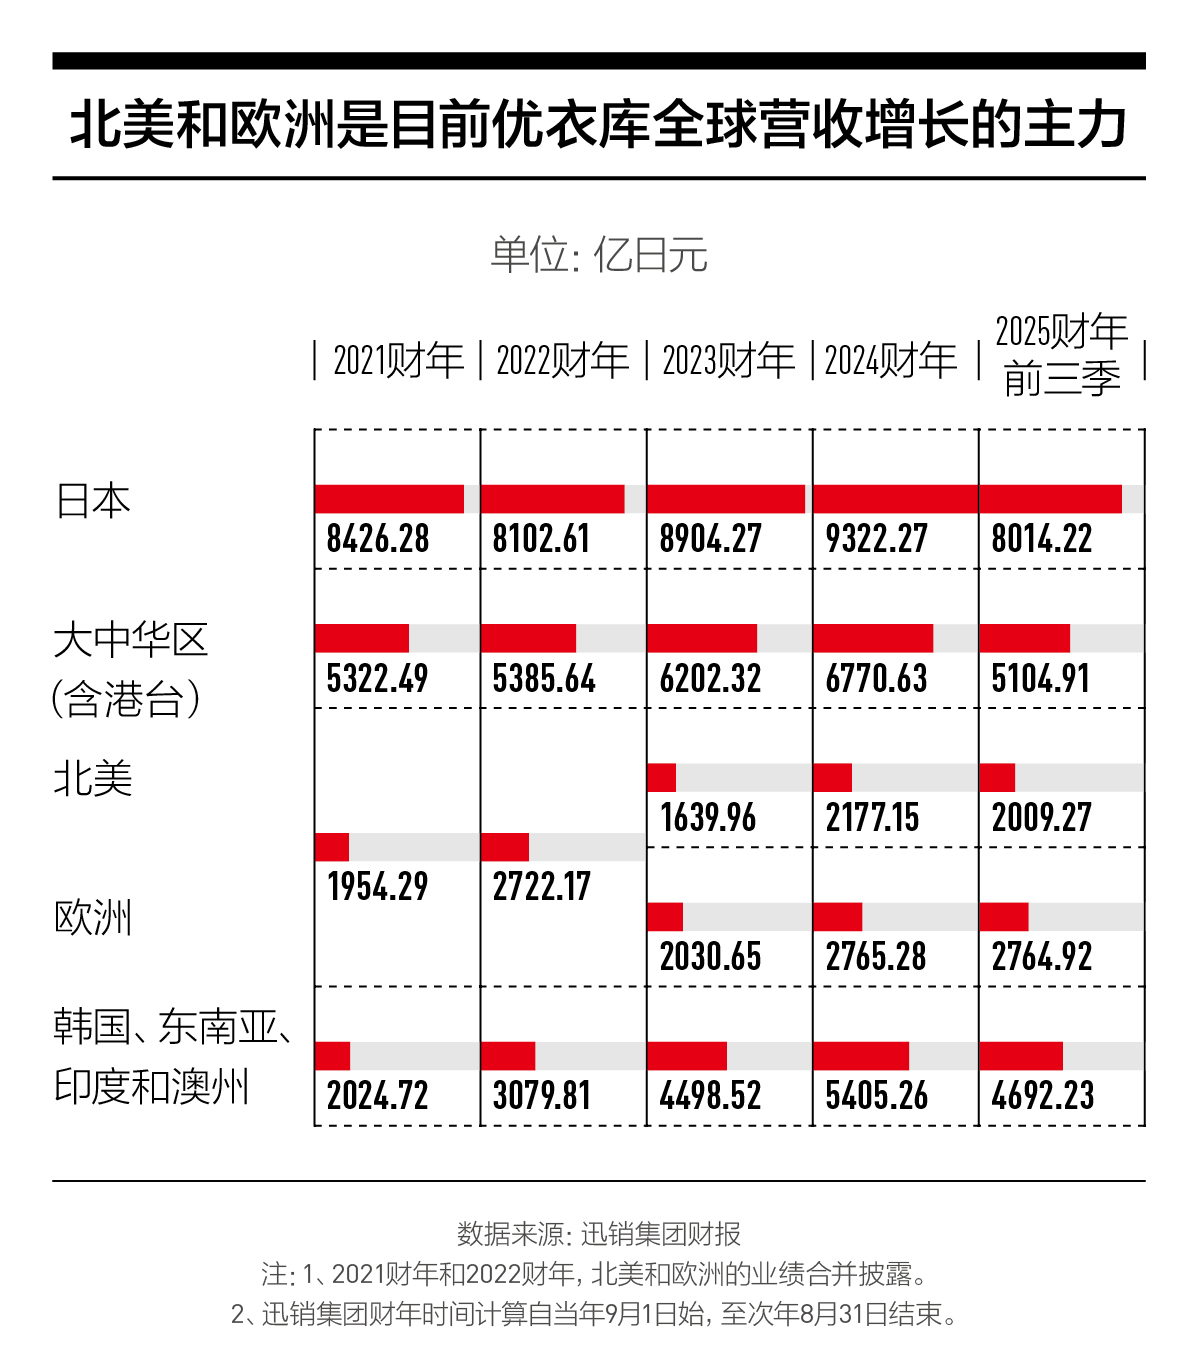 北美和欧洲是目前优衣库全球营收增长的主力
单位：亿日元
2021财年 2022财年 2023财年 2024财年 2025财年
前三季
日本
8426.28 8102.61 8904.27 9322.27 8014.22
大中华区
（含港台）
5322.49 5385.64 6202.32 6770.63 5104.91
北美
1639.96 2177.15 2009.27
1954.29 2722.17
欧洲
2030.65 2765.28 2764.92
韩国、东南亚、
印度和澳州
2024.72 3079.81 4498.52 5405.26 4692.23
数据来源：迅销集团财报
注：1、2021财年和2022财年，北美和欧洲的业绩合并披露。
2、迅销集团财年时间计算自当年9月1日始，至次年8月31日结束。